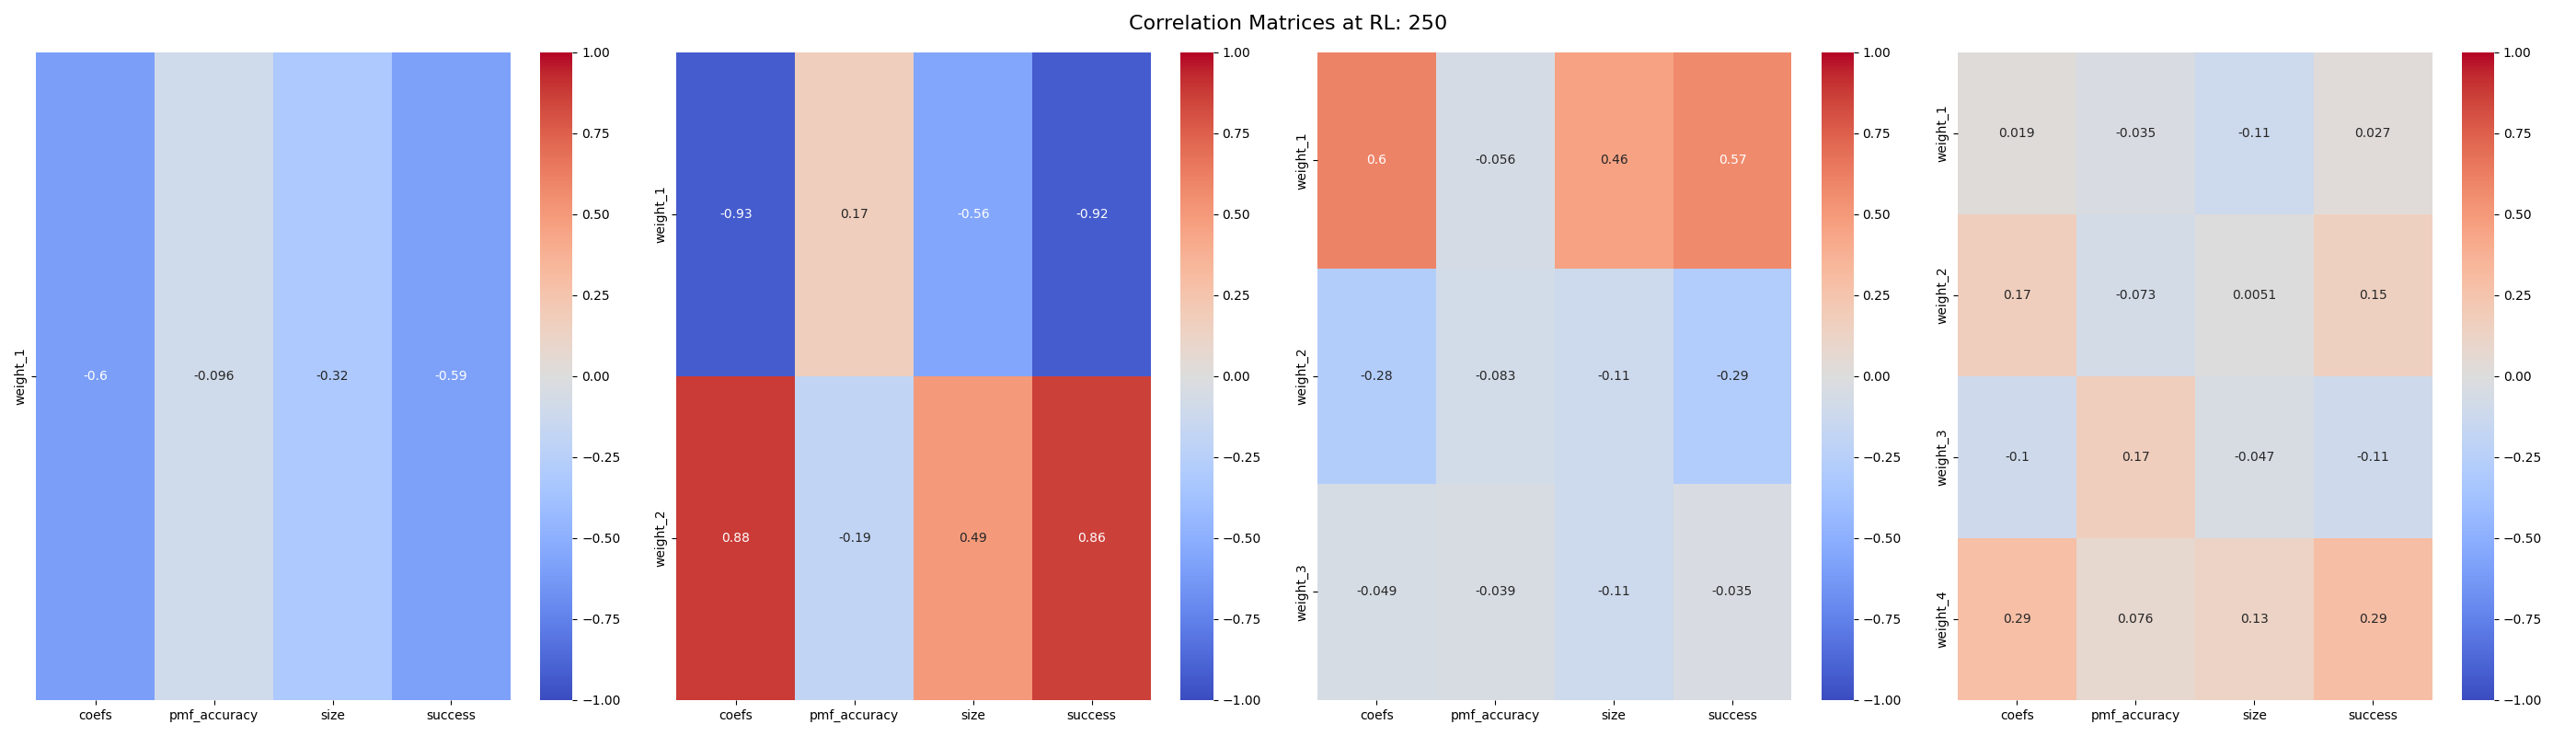 Correlation Matrices at RL: 250
weight_1
-0.6 -0.096 -0.32 -0.59
coefs pmf_accuracy size success
1.00
0.75
0.50
0.25
0.00
−0.25
−0.50
−0.75
−1.00
weight_1
-0.93 0.17 -0.56 -0.92
weight_2
0.88 -0.19 0.49 0.86
coefs pmf_accuracy size success
1.00
0.75
0.50
0.25
0.00
−0.25
−0.50
−0.75
−1.00
weight_1
0.6 -0.056 0.46 0.57
weight_2
-0.28 -0.083 -0.11 -0.29
weight_3
-0.049 -0.039 -0.11 -0.035
coefs pmf_accuracy size success
1.00
0.75
0.50
0.25
0.00
−0.25
−0.50
−0.75
−1.00
weight_1
0.019 -0.035 -0.11 0.027
weight_2
0.17 -0.073 0.0051 0.15
weight_3
-0.1 0.17 -0.047 -0.11
weight_4
0.29 0.076 0.13 0.29
coefs pmf_accuracy size success
1.00
0.75
0.50
0.25
0.00
−0.25
−0.50
−0.75
−1.00